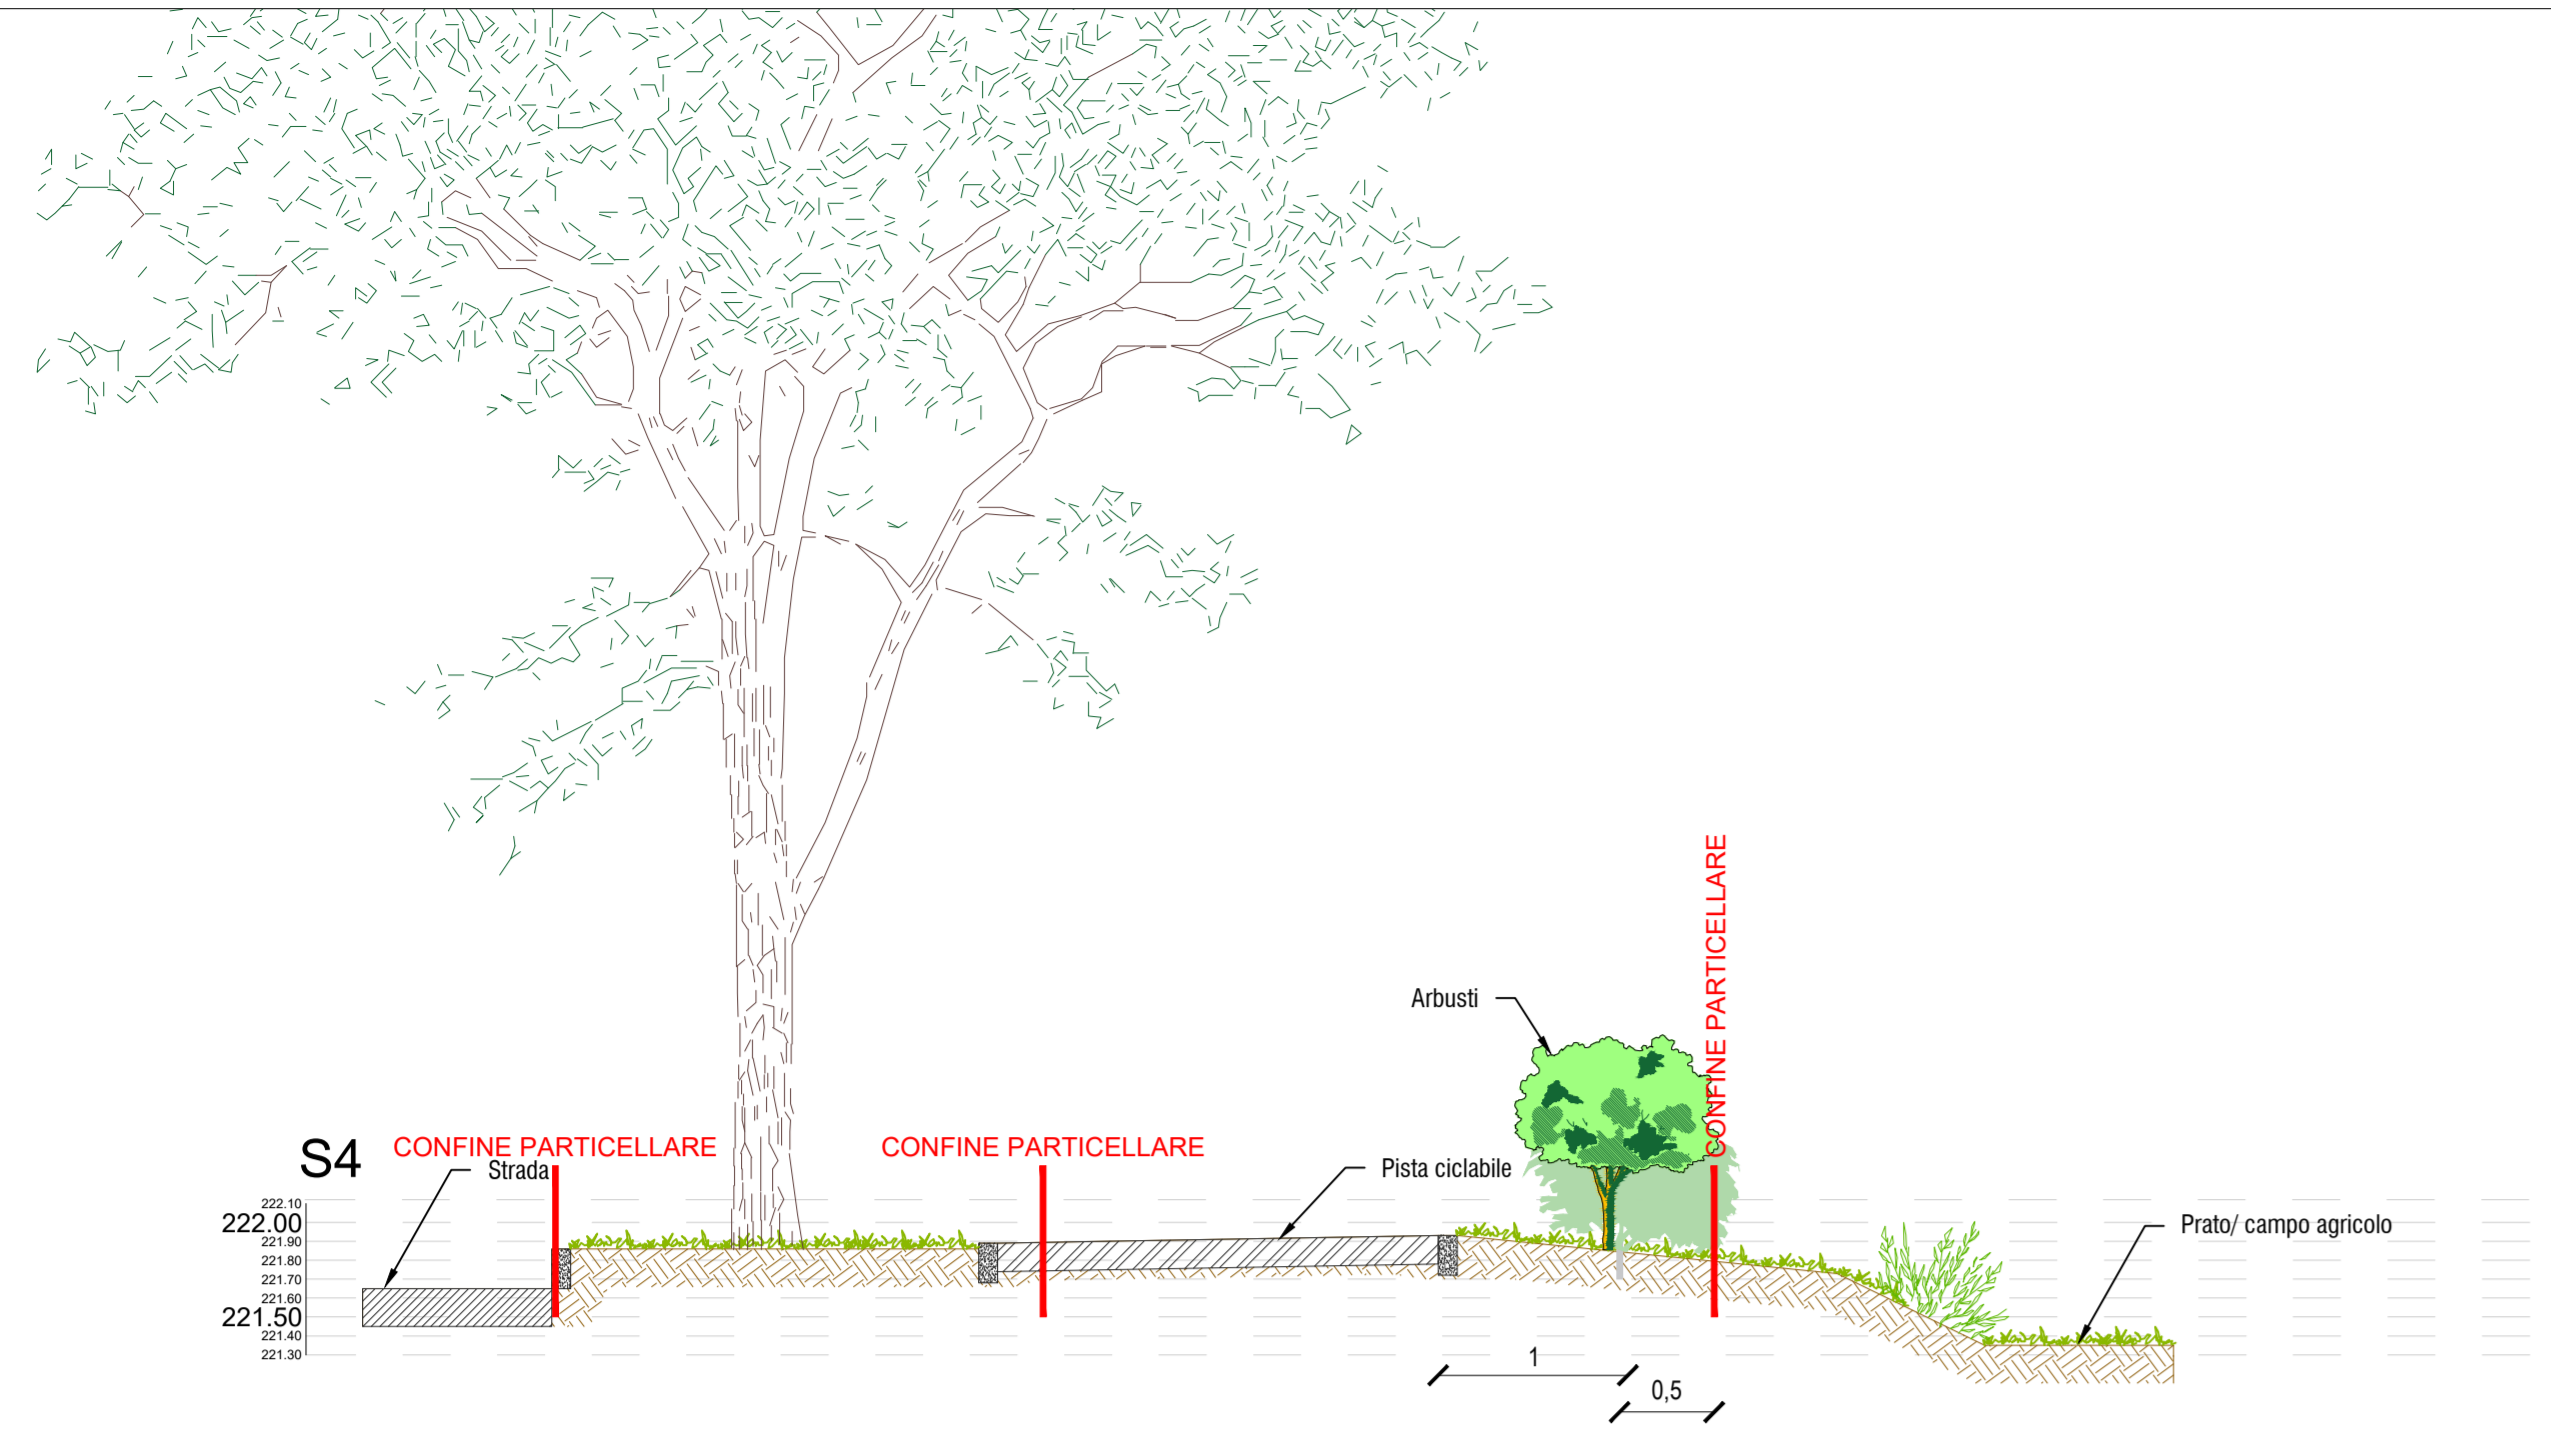 CONFINE PARTICELLARE
Arbusti
S4
CONFINE PARTICELLARE
CONFINE PARTICELLARE
Strada
Pista ciclabile
222.10
222.00
221.90
221.80
221.70
221.60
221.50
221.40
221.30
Prato/ campo agricolo
1
0,5